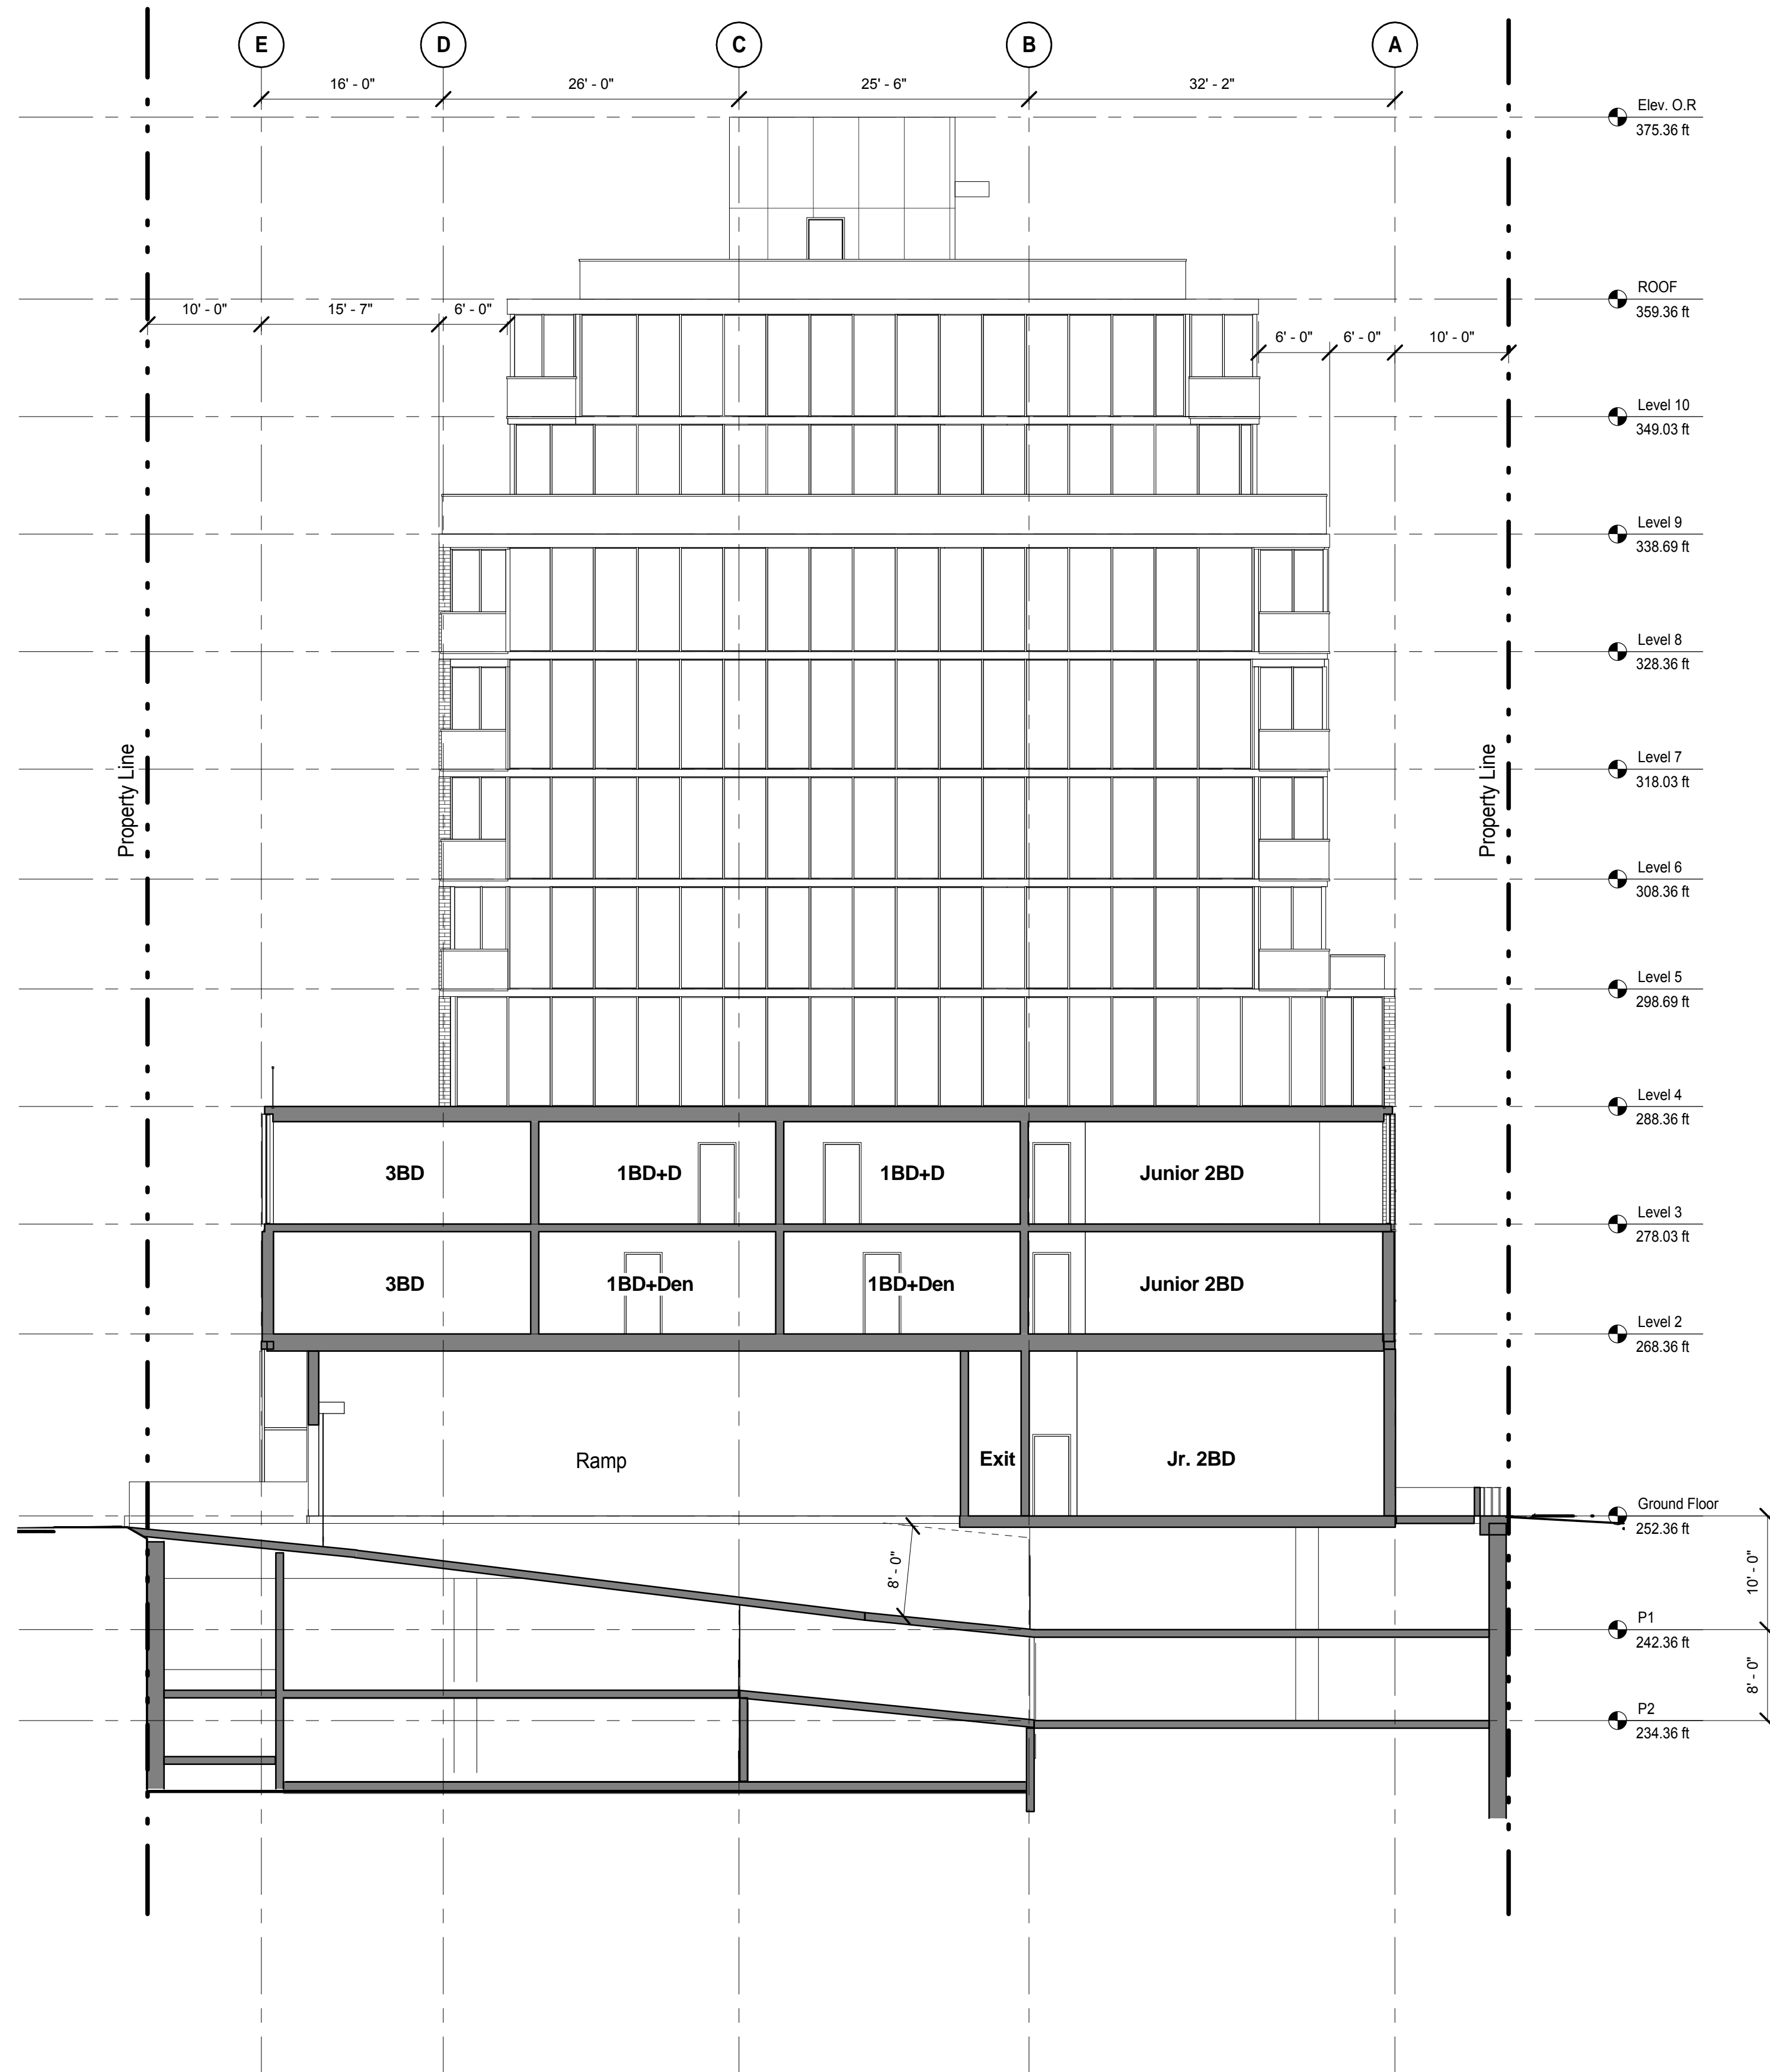 E
D
C
B
A
16' - 0"
26' - 0"
25' - 6"
32' - 2"
Elev. O.R
375.36 ft
ROOF
359.36 ft
10' - 0"
15' - 7"
6' - 0"
6' - 0"
6' - 0"
10' - 0"
Level 10
349.03 ft
Level 9
338.69 ft
Level 8
328.36 ft
Level 7
318.03 ft
Property Line
Property Line
Level 6
308.36 ft
Level 5
298.69 ft
Level 4
288.36 ft
3BD
1BD+D
1BD+D
Junior 2BD
Level 3
278.03 ft
3BD
1BD+Den
1BD+Den
Junior 2BD
Level 2
268.36 ft
Ramp
Exit
Jr. 2BD
Ground Floor
252.36 ft
8' - 0"
10' - 0"
P1
242.36 ft
8' - 0"
P2
234.36 ft